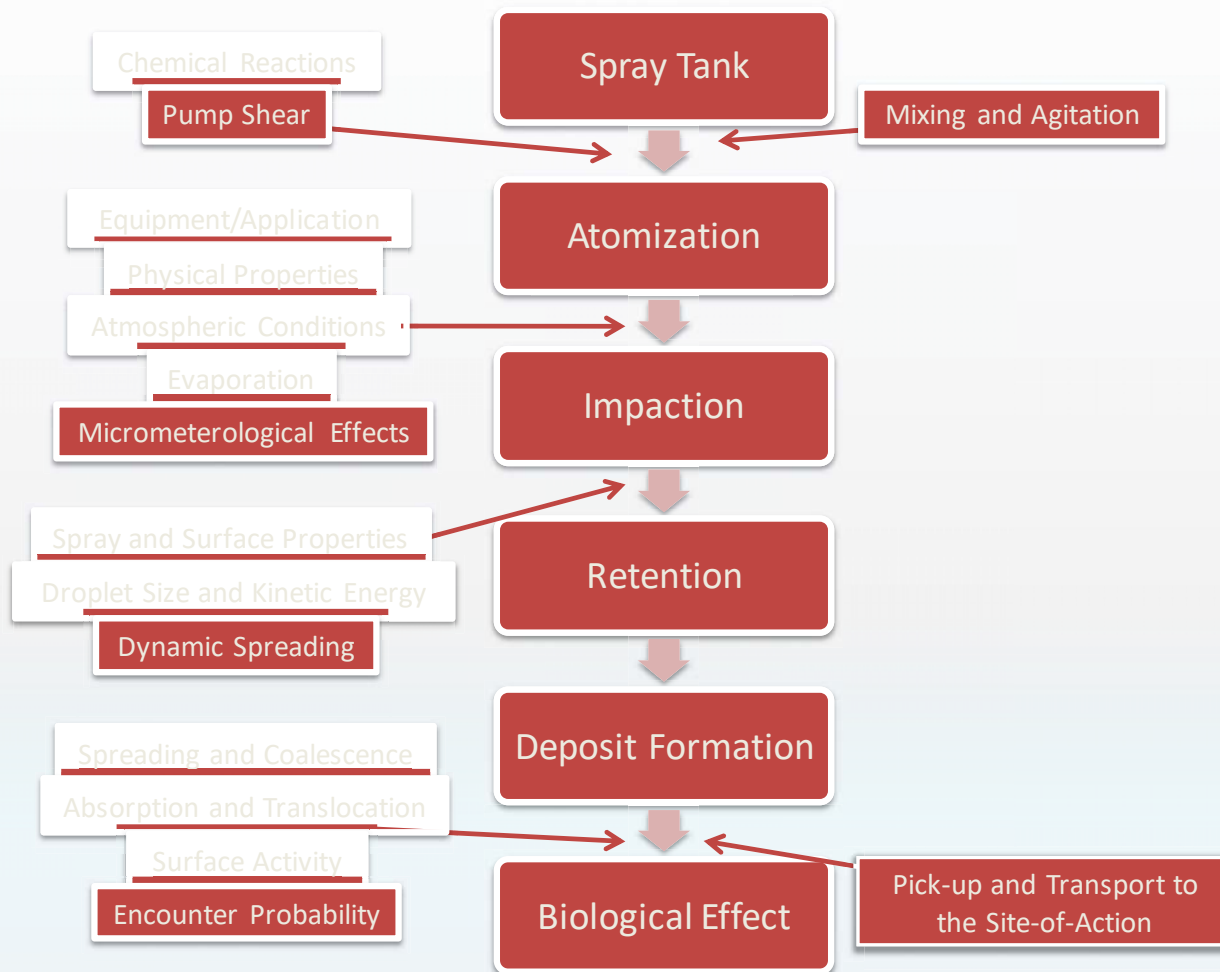 Spray Tank
Chemical Reactions
Pump Shear
Mixing and Agitation
Atomization
Equipment/Application
Physical Properties
Atmospheric Conditions
Evaporation
Micrometerological Effects
Impaction
Spray and Surface Properties
Droplet Size and Kinetic Energy
Dynamic Spreading
Retention
Deposit Formation
Spreading and Coalescence
Absorption and Translocation
Surface Activity
Encounter Probability
Pick-up and Transport to
the Site-of-Action
Biological Effect